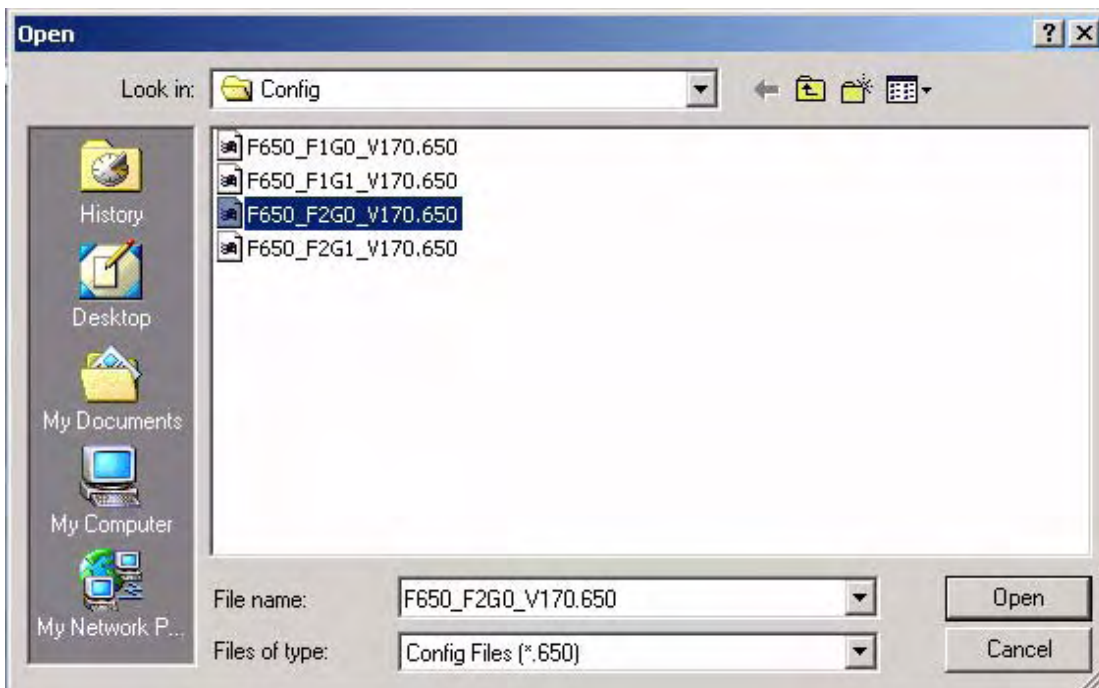 Open
Look in: Config
F650_F1G0_V170.650
F650_F1G1_V170.650
F650_F2G0_V170.650
F650_F2G1_V170.650
History
Desktop
My Documents
My Computer
My Network P...
File name: F650_F2G0_V170.650 Open
Files of type: Config Files (*.650) Cancel